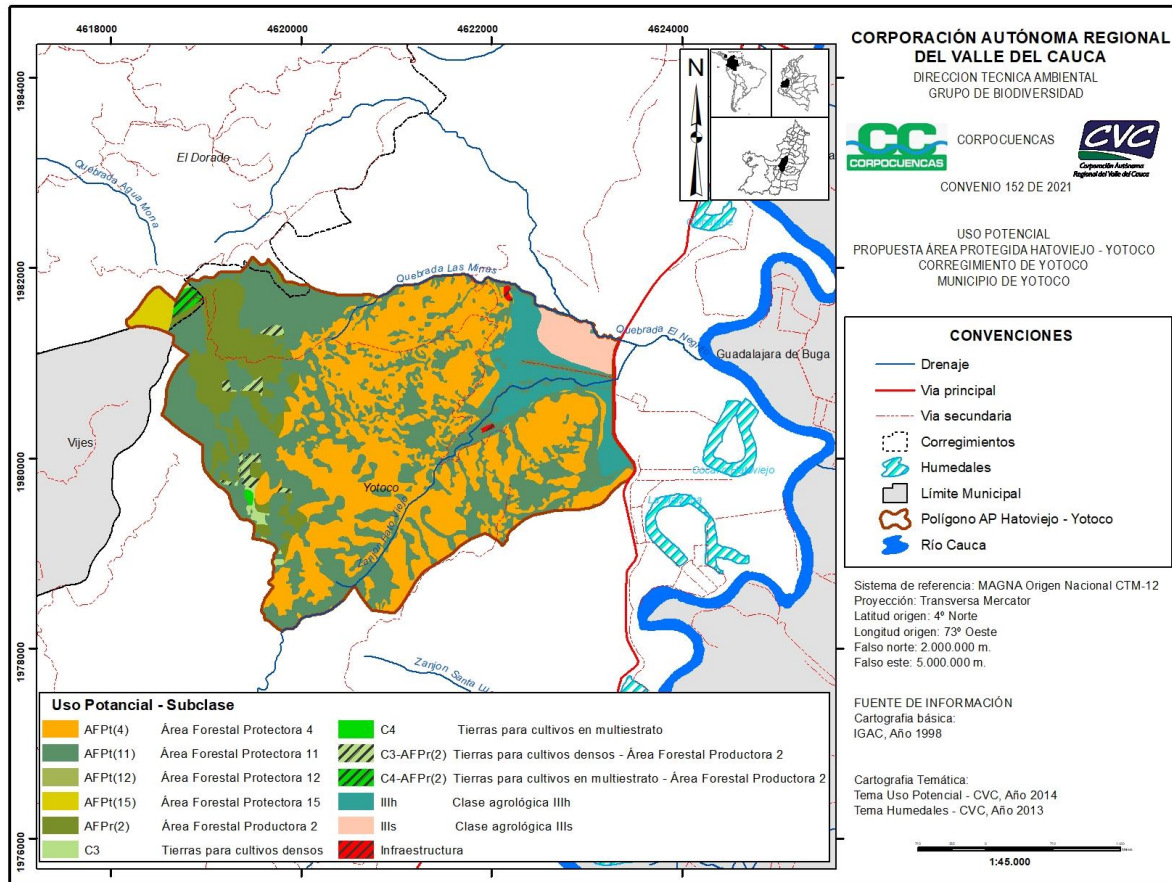 4618000
4620000
4622000
4624000
1984000
1982000
1980000
1978000
1976000
El Dorado
Quebrada Agua Mona
Quebrada Las Minas
Quebrada El Negrito
Guadalajara de Buga
Vijes
Yotoco
Zanjon Hato Viejo
N
CORPORACIÓN AUTÓNOMA REGIONAL
DEL VALLE DEL CAUCA
DIRECCION TECNICA AMBIENTAL
GRUPO DE BIODIVERSIDAD
CC
CORPOCUENCAS
CORPOCUENCAS
CVC
Corporación Autónoma
Regional del Valle del Cauca
CONVENIO 152 DE 2021
USO POTENCIAL
PROPUESTA ÁREA PROTEGIDA HATOVIEJO - YOTOCO
CORREGIMIENTO DE YOTOCO
MUNICIPIO DE YOTOCO
CONVENCIONES
Drenaje
Via principal
Via secundaria
Corregimientos
Humedales
Límite Municipal
Polígono AP Hatoviejo - Yotoco
Río Cauca
Sistema de referencia: MAGNA Origen Nacional CTM-12
Proyección: Transversa Mercator
Latitud origen: 4° Norte
Longitud origen: 73° Oeste
Falso norte: 2.000.000 m.
Falso este: 5.000.000 m.
FUENTE DE INFORMACIÓN
Cartografia básica:
IGAC, Año 1998
Cartografia Temática:
Tema Uso Potencial - CVC, Año 2014
Tema Humedales - CVC, Año 2013
1:45.000
Zanjon Santa
Uso Potancial - Subclase
AFPt(4) Área Forestal Protectora 4
AFPt(11) Área Forestal Protectora 11
AFPt(12) Área Forestal Protectora 12
AFPt(15) Área Forestal Protectora 15
AFPr(2) Área Forestal Productora 2
C3 Tierras para cultivos densos
C4 Tierras para cultivos en multiestrato
C3-AFPr(2) Tierras para cultivos densos - Área Forestal Productora 2
C4-AFPr(2) Tierras para cultivos en multiestrato - Área Forestal Productora 2
IIIh Clase agrológica IIIh
IIIs Clase agrológica IIIs
Infraestructura